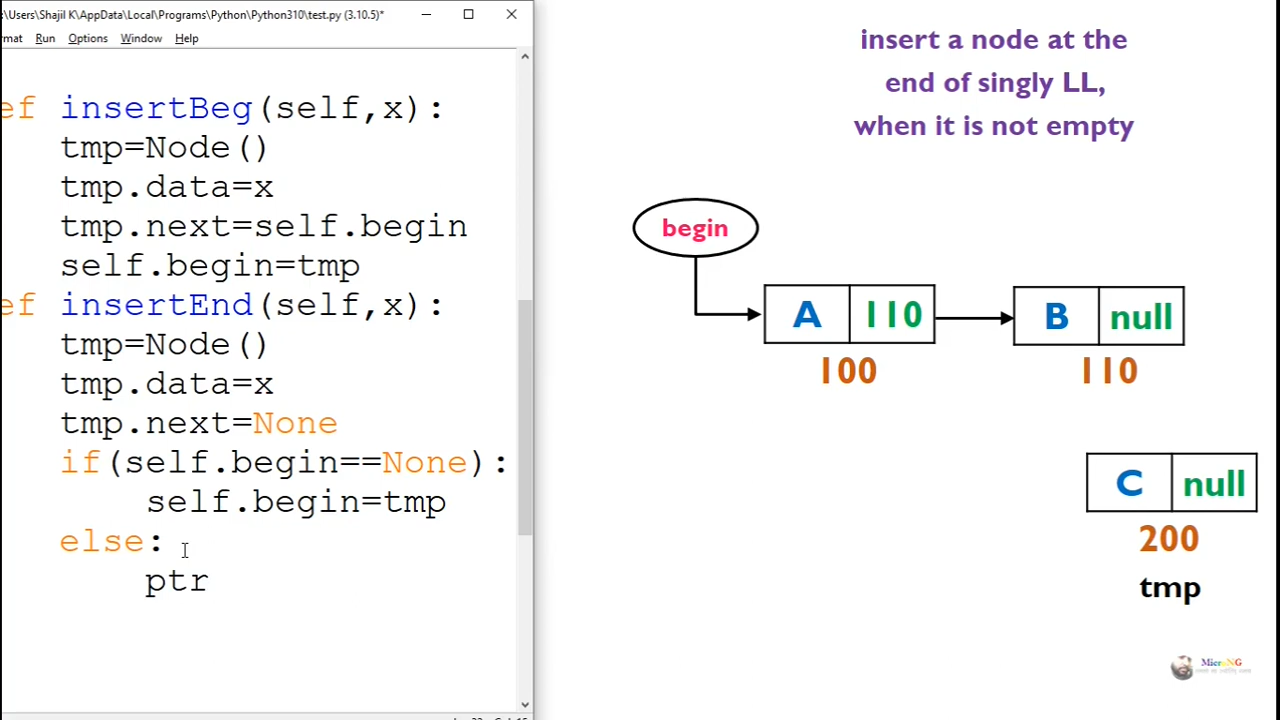 :\Users\Shajil K\AppData\Local\Programs\Python\Python310\test.py (3.10.5)*
rmat Run Options Window Help
ef insertBeg(self,x):
tmp=Node()
tmp.data=x
tmp.next=self.begin
self.begin=tmp
ef insertEnd(self,x):
tmp=Node()
tmp.data=x
tmp.next=None
if(self.begin==None):
self.begin=tmp
else:
ptr
insert a node at the
end of singly LL,
when it is not empty
begin
A 110
100
B null
110
C null
200
tmp
MicroNG